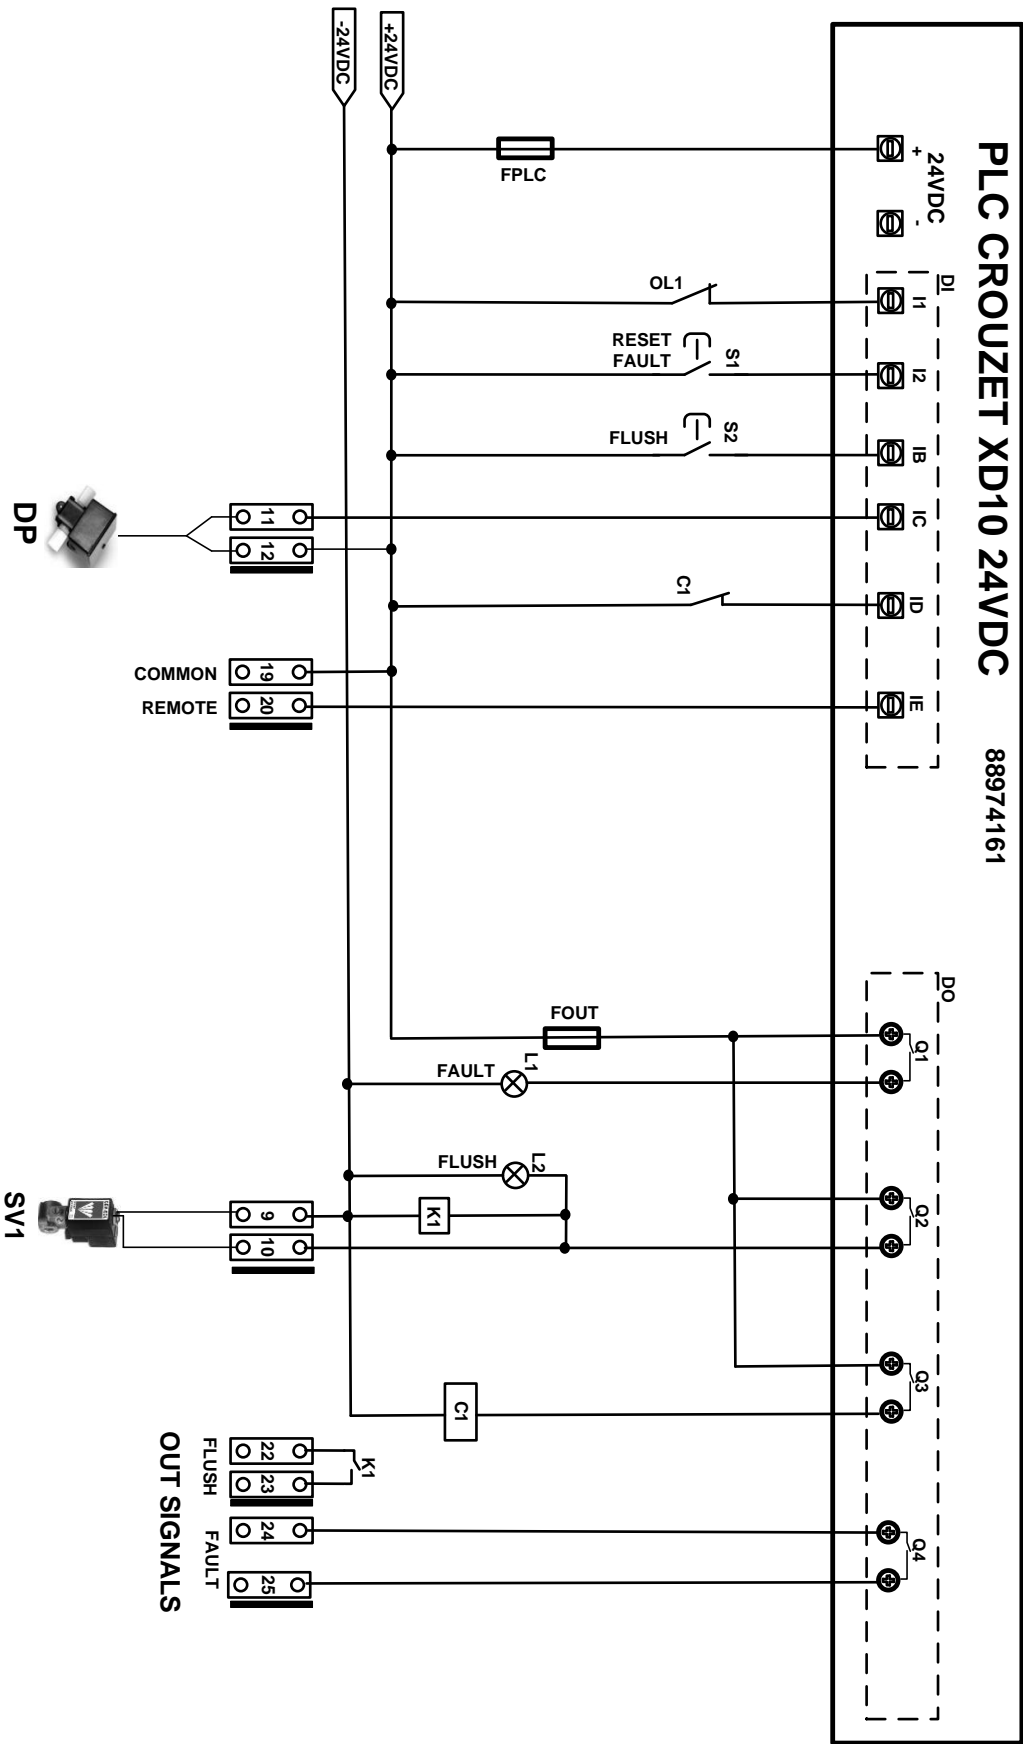 PLC CROUZET XD10 24VDC 88974161
24VDC
+ -
DI
I1 I2 IB IC ID IE
DO
Q1 Q2 Q3 Q4
+24VDC
-24VDC
FPLC
OL1
RESET
FAULT
S1
FLUSH
S2
11
12
DP
C1
COMMON
19
REMOTE
20
FOUT
FAULT
L1
FLUSH
L2
K1
9
10
SV1
C1
K1
22
23
FLUSH
24
25
FAULT
OUT SIGNALS